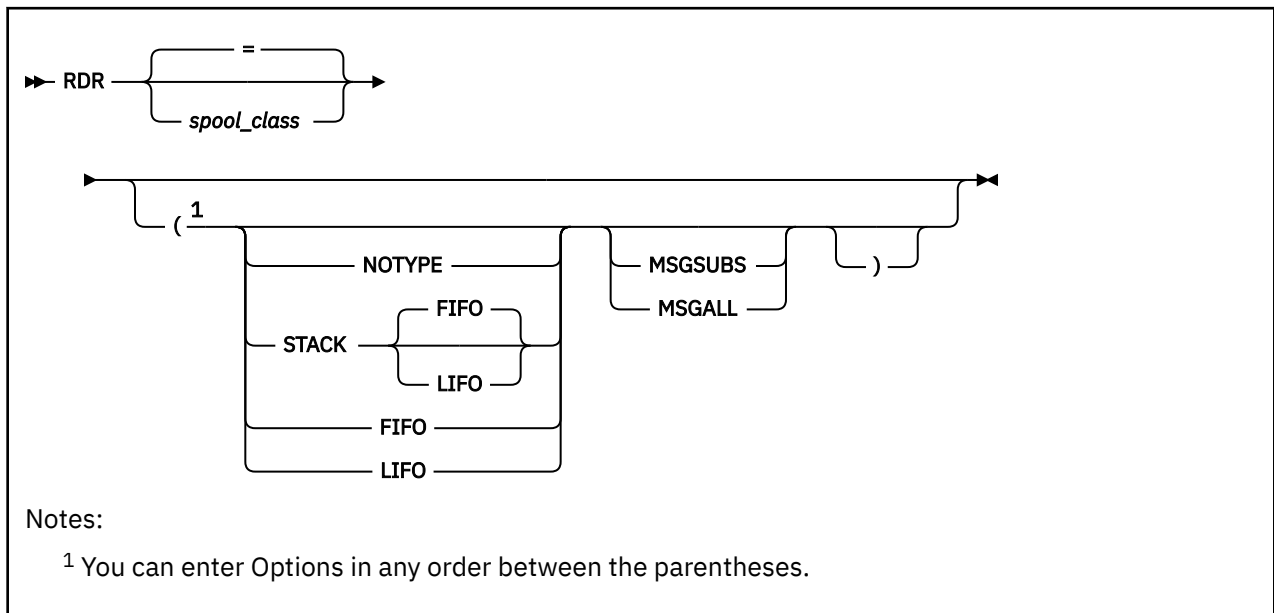 =
RDR
spool_class
( 1
NOTYPE MSGSUBS )
FIFO MSGALL
STACK
LIFO
FIFO
LIFO
Notes:
1 You can enter Options in any order between the parentheses.